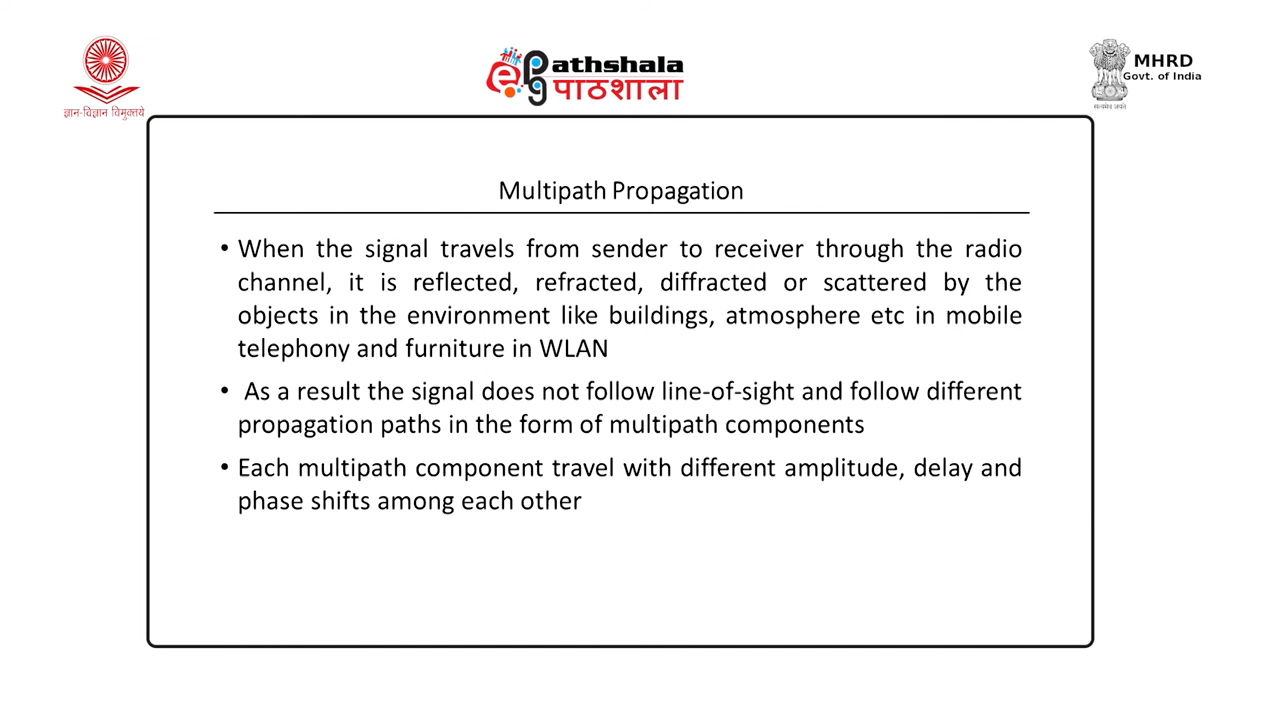 ज्ञान-विज्ञान विमुक्तये
e
pg
athshala
पाठशाला
MHRD
Govt. of India
सत्यमेव जयते
Multipath Propagation
• When the signal travels from sender to receiver through the radio
channel, it is reflected, refracted, diffracted or scattered by the
objects in the environment like buildings, atmosphere etc in mobile
telephony and furniture in WLAN
• As a result the signal does not follow line-of-sight and follow different
propagation paths in the form of multipath components
• Each multipath component travel with different amplitude, delay and
phase shifts among each other